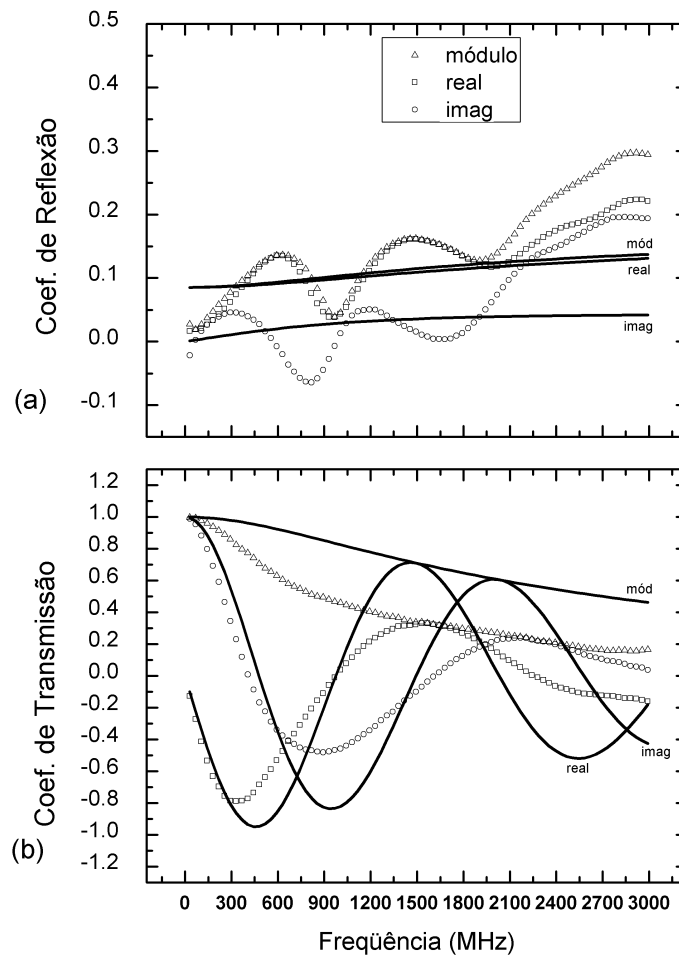 0.5
módulo
real
imag
0.4
0.3
0.2
0.1
0.0
-0.1
Coef. de Reflexão
mód
real
imag
(a)
1.2
1.0
0.8
0.6
0.4
0.2
0.0
-0.2
-0.4
-0.6
-0.8
-1.0
-1.2
Coef. de Transmissão
mód
imag
real
(b)
0 300 600 900 1200 1500 1800 2100 2400 2700 3000
Freqüência (MHz)